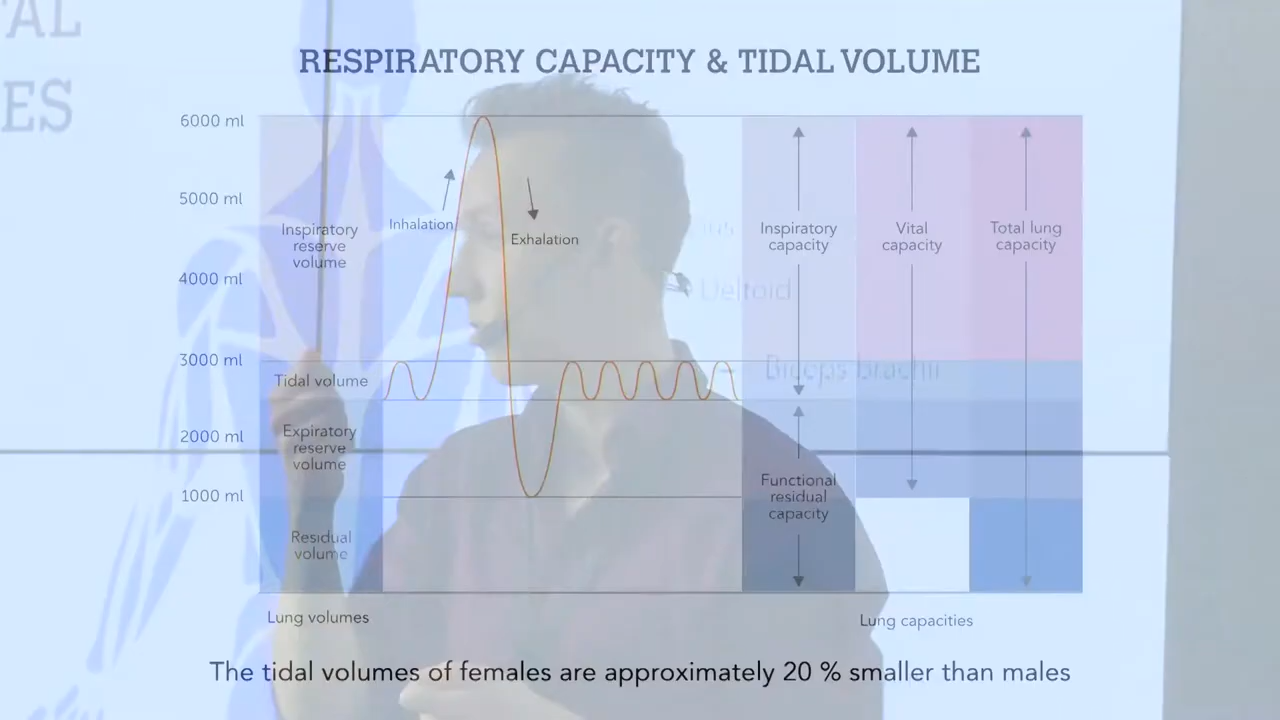 TAL
ES
RESPIRATORY CAPACITY & TIDAL VOLUME
6000 ml
5000 ml
4000 ml
3000 ml
2000 ml
1000 ml
Inspiratory
reserve
volume
Tidal volume
Expiratory
reserve
volume
Residual
volume
Inhalation
Exhalation
Inspiratory
capacity
Vital
capacity
Total lung
capacity
Functional
residual
capacity
Deltoid
Biceps brachii
Lung volumes
Lung capacities
The tidal volumes of females are approximately 20 % smaller than males